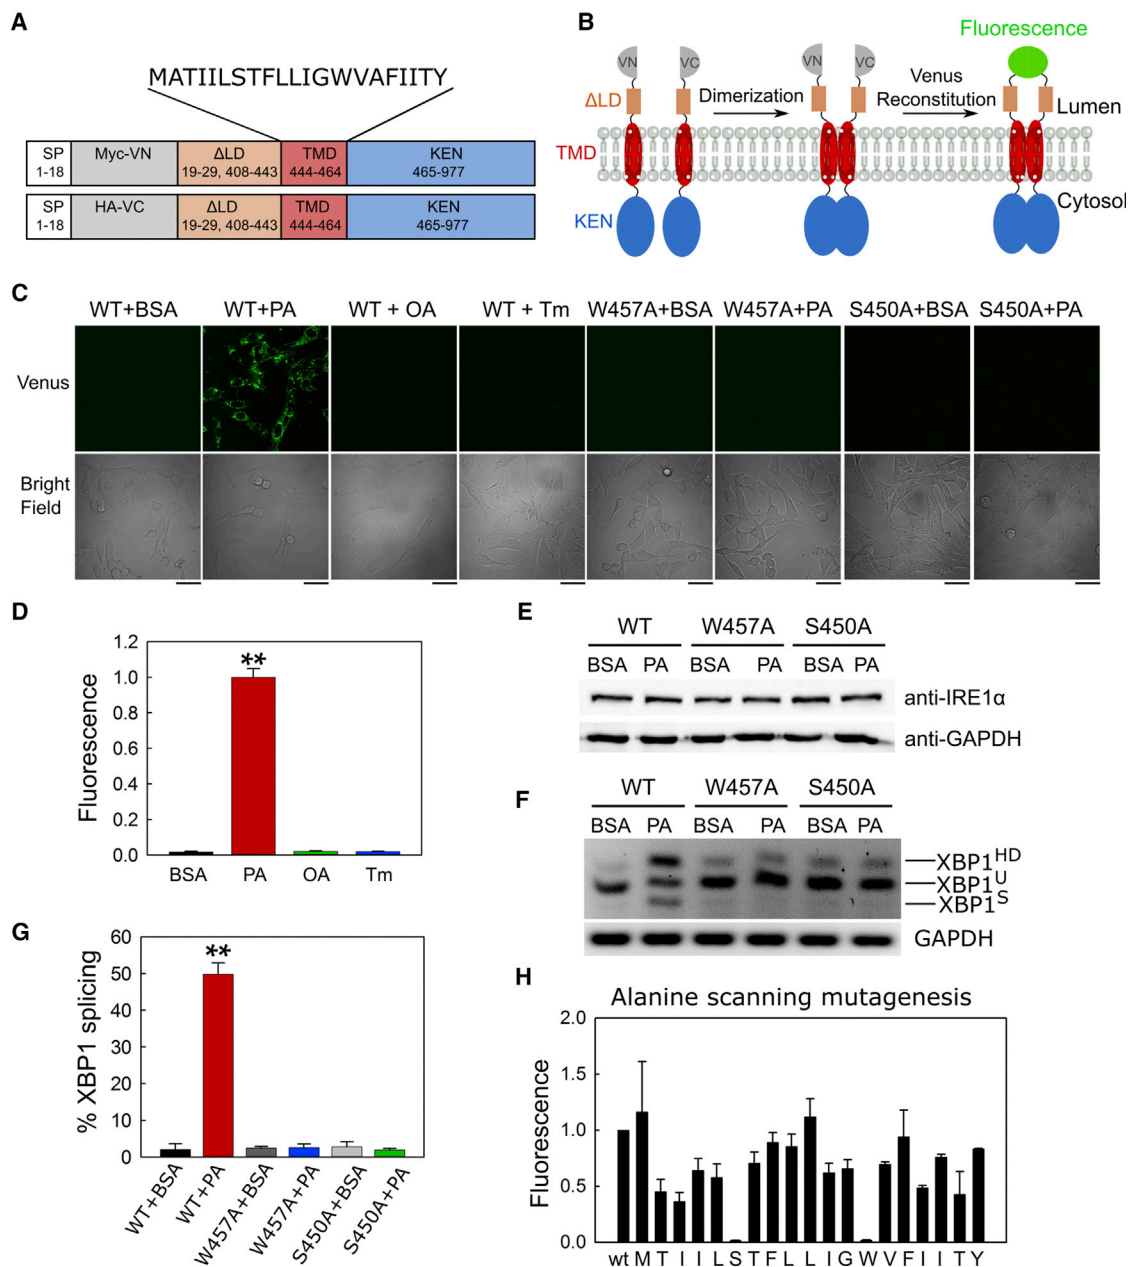 A
MATIILSTFLLIGWVAFIITY
SP
1-18
Myc-VN
ΔLD
19-29, 408-443
TMD
444-464
KEN
465-977
SP
1-18
HA-VC
ΔLD
19-29, 408-443
TMD
444-464
KEN
465-977
B
Fluorescence
VN
VC
VN
VC
ΔLD
Dimerization
Venus
Reconstitution
Lumen
TMD
KEN
Cytosol
C
WT+BSA
WT+PA
WT + OA
WT + Tm
W457A+BSA
W457A+PA
S450A+BSA
S450A+PA
Venus
Bright
Field
D
Fluorescence
1.2
1.0
0.8
0.6
0.4
0.2
0.0
**
BSA
PA
OA
Tm
E
WT
W457A
S450A
BSA
PA
BSA
PA
BSA
PA
anti-IRE1α
anti-GAPDH
F
WT
W457A
S450A
BSA
PA
BSA
PA
BSA
PA
XBP1HD
XBP1U
XBP1S
GAPDH
G
% XBP1 splicing
60
50
40
30
20
10
0
**
WT+BSA
WT+PA
W457A+BSA
W457A+PA
S450A+BSA
S450A+PA
H
Alanine scanning mutagenesis
Fluorescence
2.0
1.5
1.0
0.5
0.0
wt M T I I L S T F L L I G W V F I I T Y